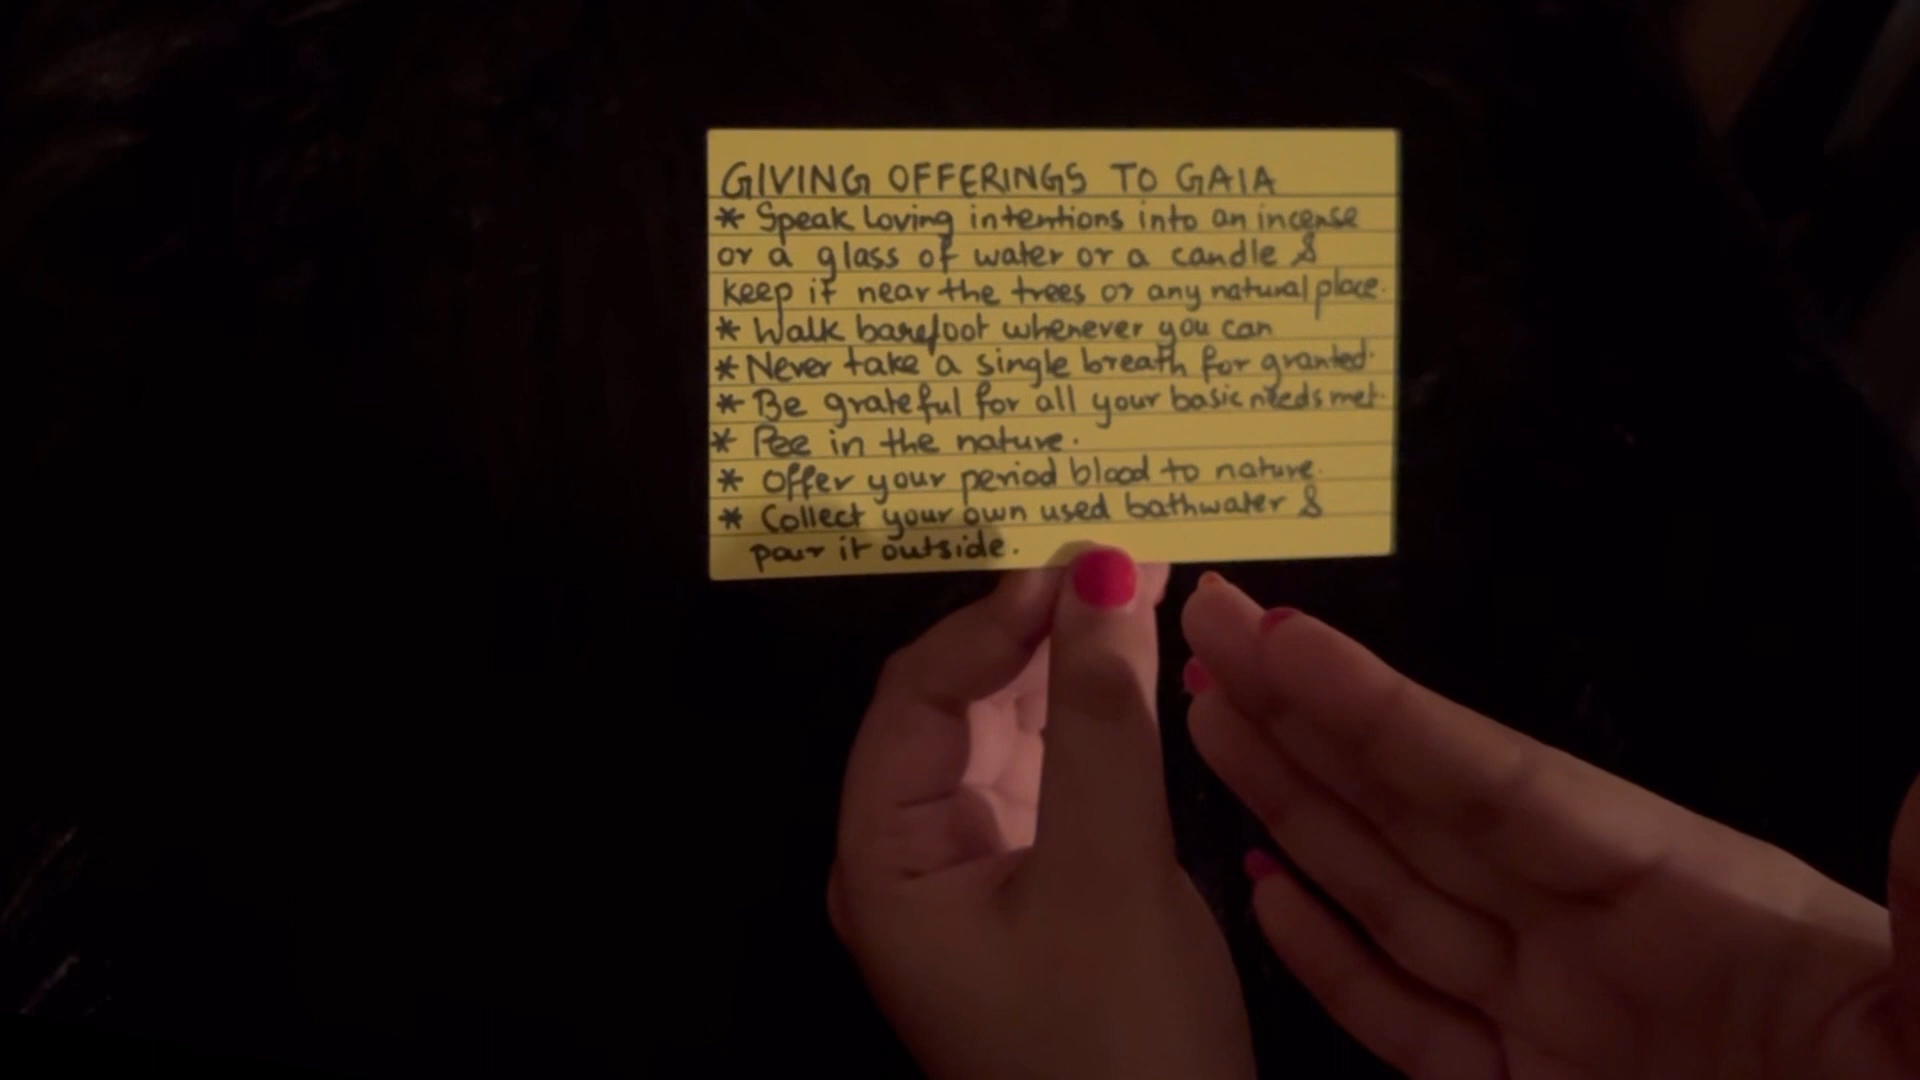 GIVING OFFERINGS TO GAIA
* Speak Loving intentions into an incense
or a glass of water or a candle &
keep it near the trees or any natural place.
* Walk barefoot whenever you can
* Never take a single breath for granted.
* Be grateful for all your basic needs met.
* Pee in the nature.
* Offer your period blood to nature.
* Collect your own used bathwater &
pour it outside.